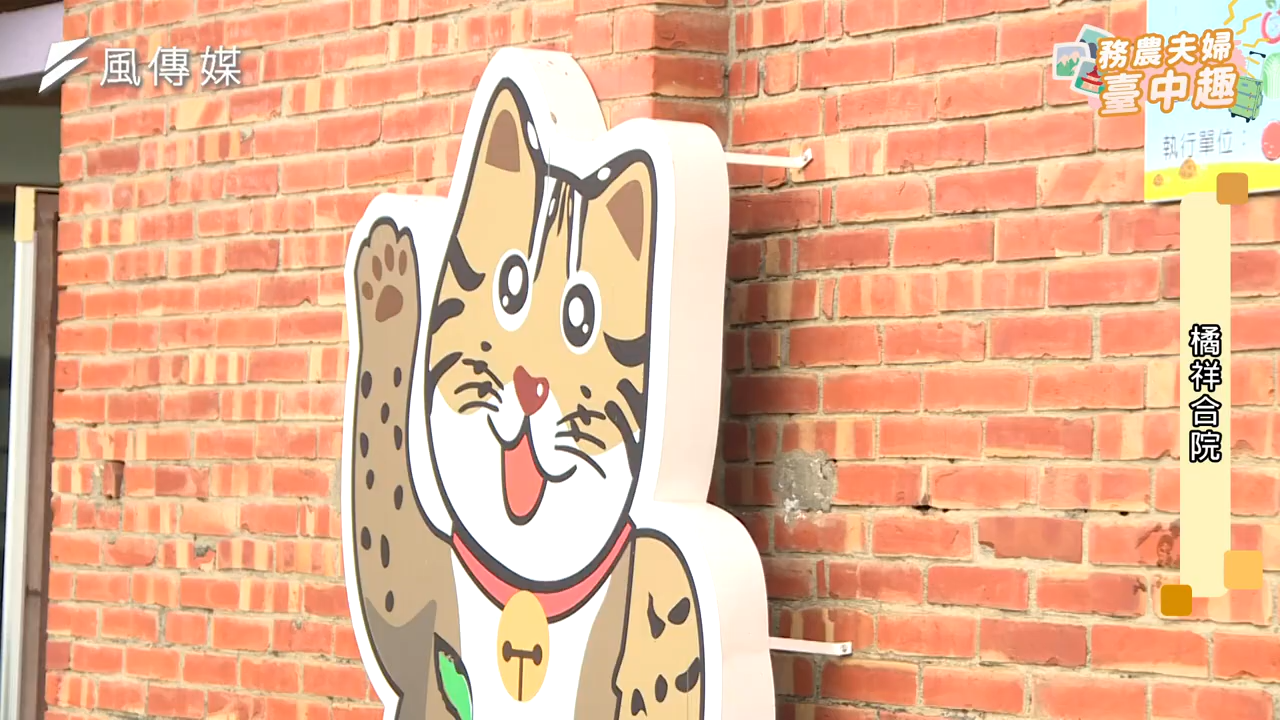 風傳媒
務農夫婦
臺中趣
執行單位：
橘祥合院